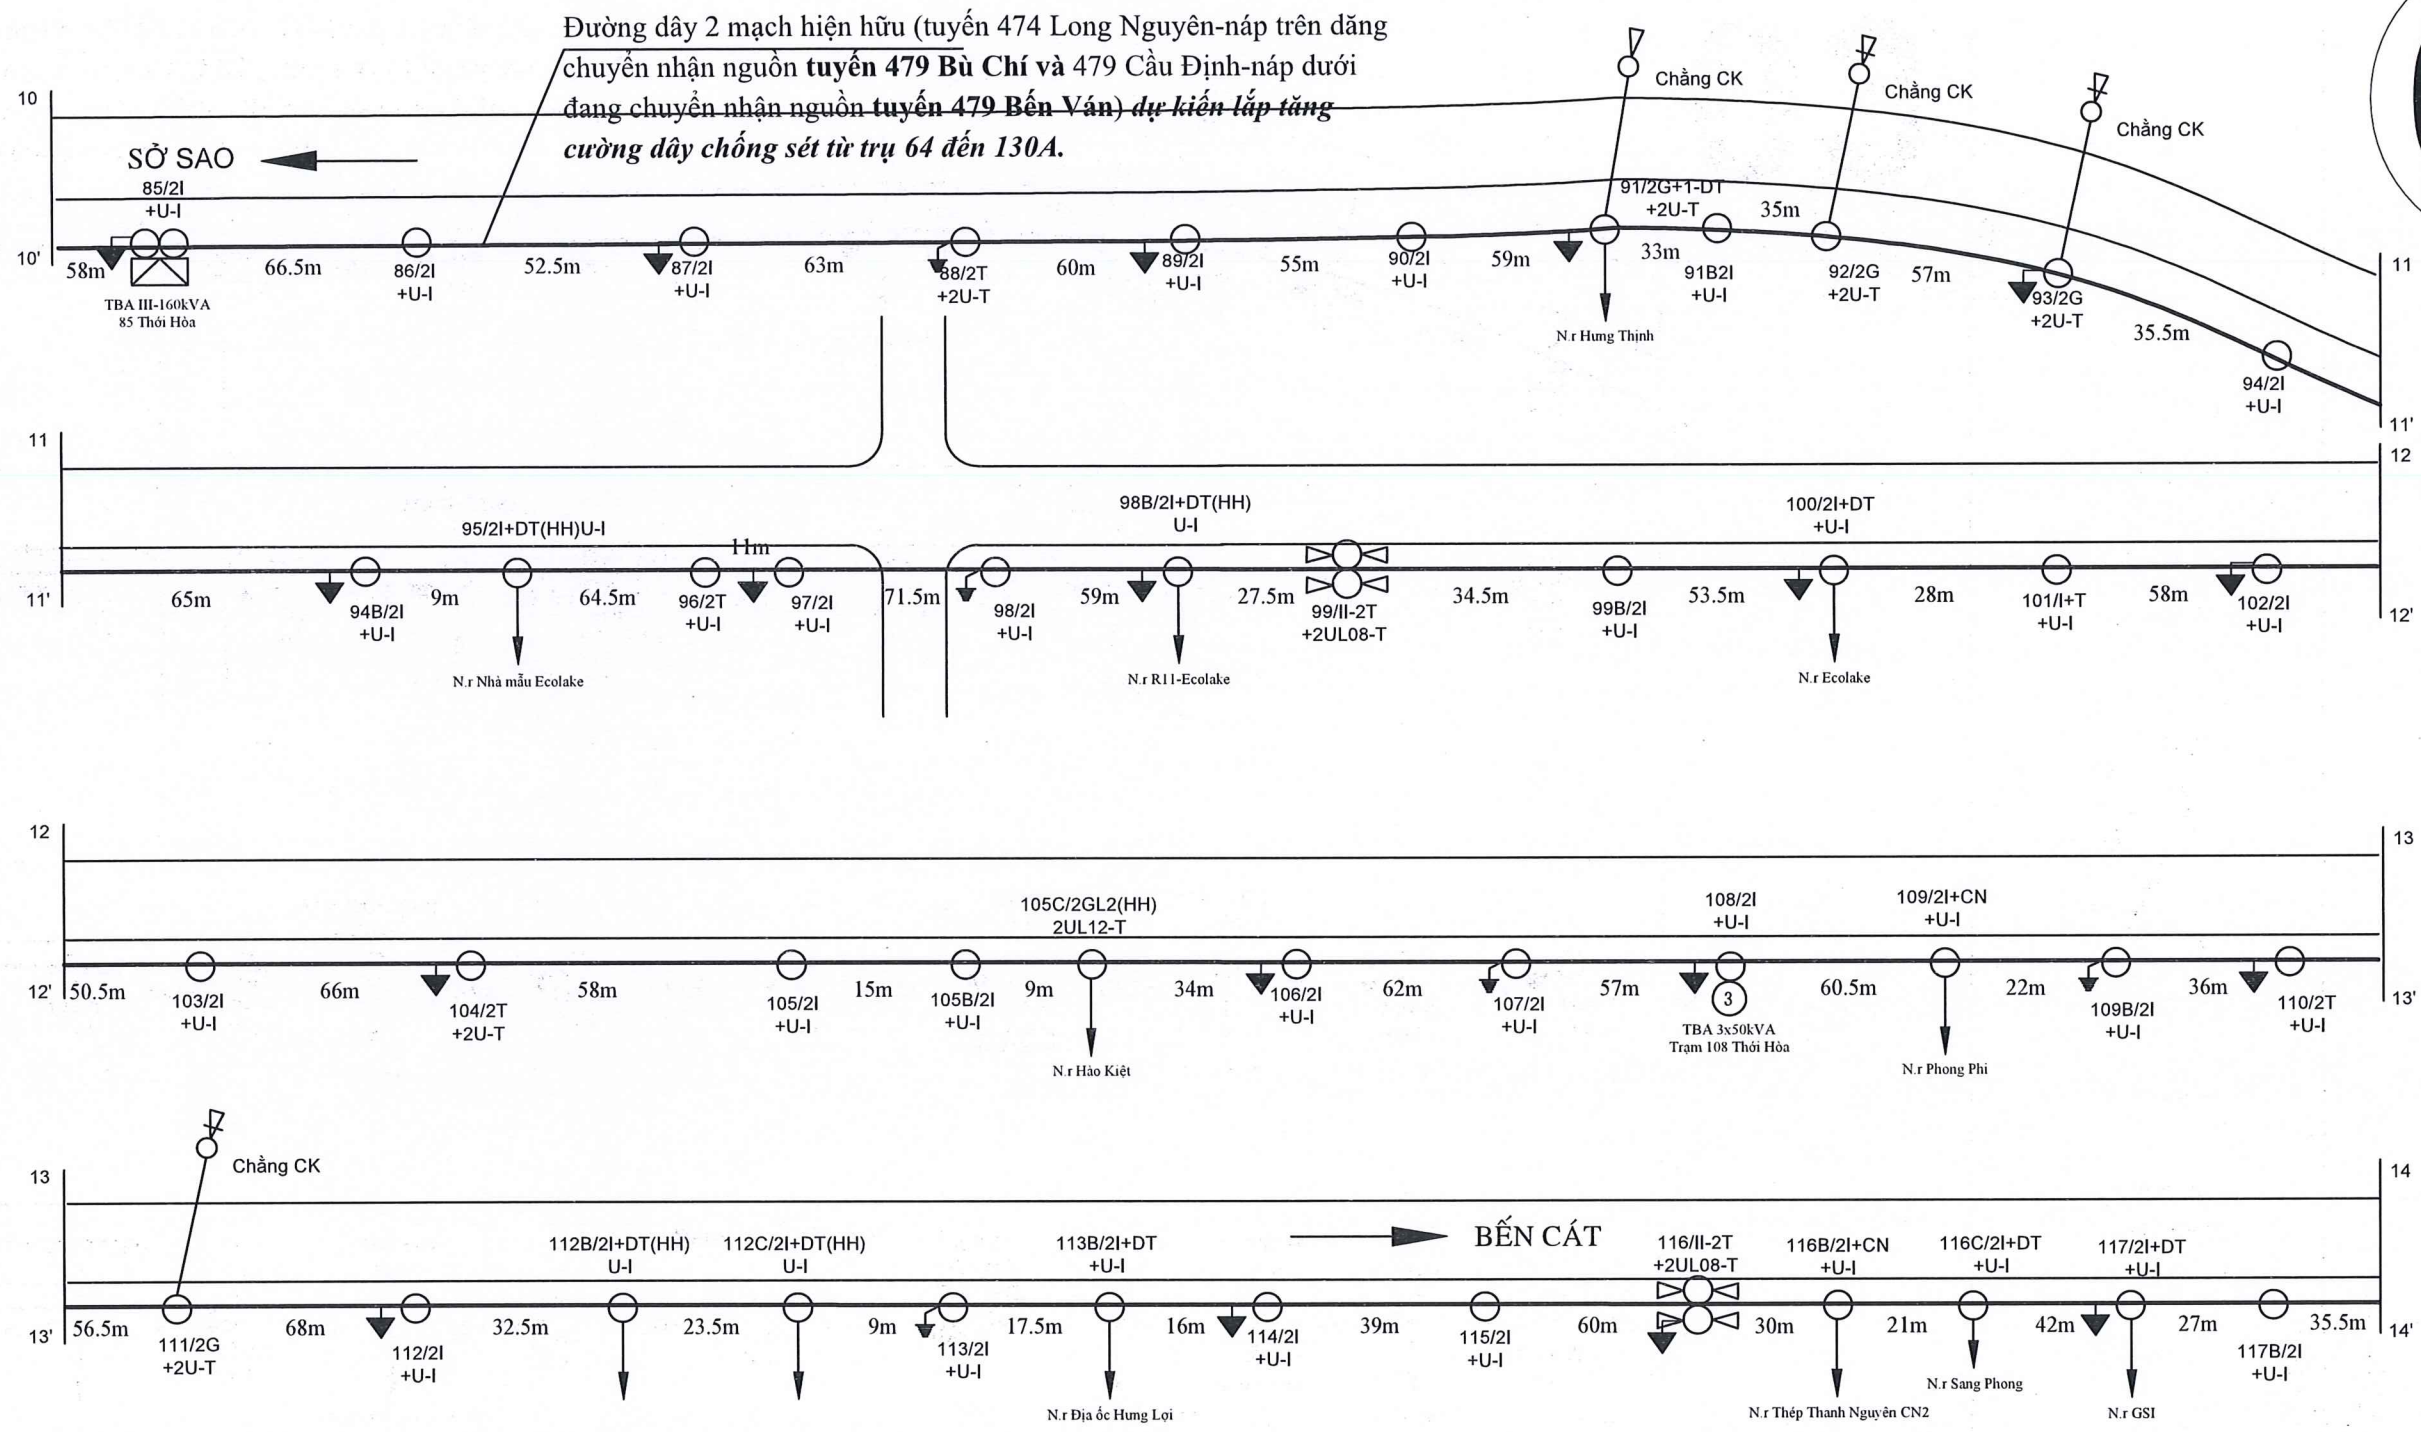 Đường dây 2 mạch hiện hữu (tuyến 474 Long Nguyên-náp trên dăng
chuyển nhận nguồn tuyến 479 Bù Chí và 479 Cầu Định-náp dưới
đang chuyển nhận nguồn tuyến 479 Bến Ván) dự kiến lắp tăng
cường dây chống sét từ trụ 64 đến 130A.
Chằng CK
Chằng CK
Chằng CK
10
SỞ SAO
85/2I
+U-I
91/2G+1-DT
+2U-T
35m
10'
58m
66.5m
86/2I
+U-I
52.5m
87/2I
+U-I
63m
88/2T
+2U-T
60m
89/2I
+U-I
55m
90/2I
+U-I
59m
33m
91B2I
+U-I
92/2G
+2U-T
57m
93/2G
+2U-T
35.5m
94/2I
+U-I
11
11'
TBA III-160kVA
85 Thới Hòa
N.r Hưng Thịnh
11
12
95/2I+DT(HH)U-I
11m
98B/2I+DT(HH)
U-I
100/2I+DT
+U-I
11'
65m
94B/2I
+U-I
9m
64.5m
96/2T
+U-I
97/2I
+U-I
71.5m
98/2I
+U-I
59m
27.5m
99/II-2T
+2UL08-T
34.5m
99B/2I
+U-I
53.5m
28m
101/I+T
+U-I
58m
102/2I
+U-I
12'
N.r Nhà mẫu Ecolake
N.r R11-Ecolake
N.r Ecolake
12
13
105C/2GL2(HH)
2UL12-T
108/2I
+U-I
109/2I+CN
+U-I
12'
50.5m
103/2I
+U-I
66m
104/2T
+2U-T
58m
105/2I
+U-I
15m
105B/2I
+U-I
9m
34m
106/2I
+U-I
62m
107/2I
+U-I
57m
3
60.5m
22m
109B/2I
+U-I
36m
110/2T
+U-I
13'
TBA 3x50kVA
Trạm 108 Thới Hòa
N.r Hào Kiệt
N.r Phong Phi
Chằng CK
13
14
112B/2I+DT(HH)
U-I
112C/2I+DT(HH)
U-I
113B/2I+DT
+U-I
BẾN CÁT
116/II-2T
+2UL08-T
116B/2I+CN
+U-I
116C/2I+DT
+U-I
117/2I+DT
+U-I
13'
56.5m
111/2G
+2U-T
68m
112/2I
+U-I
32.5m
23.5m
9m
113/2I
+U-I
17.5m
16m
114/2I
+U-I
39m
115/2I
+U-I
60m
30m
21m
42m
27m
117B/2I
+U-I
35.5m
14'
N.r Địa ốc Hưng Lợi
N.r Thép Thanh Nguyên CN2
N.r Sang Phong
N.r GSI